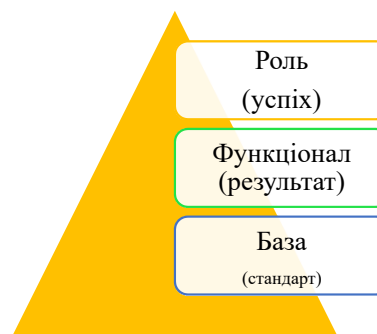 Роль
(успіх)
Функціонал
(результат)
База
(стандарт)